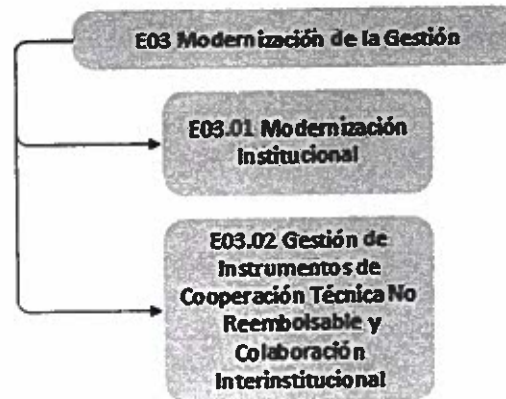 E03 Modernización de la Gestión
E03.01 Modernización
Institucional
E03.02 Gestión de
Instrumentos de
Cooperación Técnica No
Reembolsable y
Colaboración
Interinstitucional